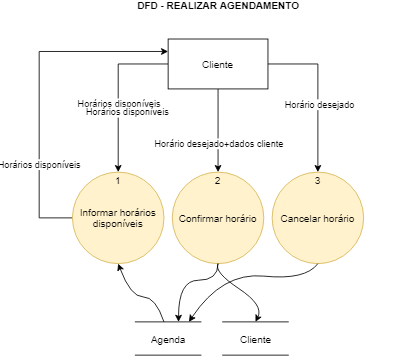 DFD - REALIZAR AGENDAMENTO
Cliente
Horários disponíveis
Horários disponíveis
Horário desejado
Horário desejado+dados cliente
Horários disponíveis
1
2
3
Informar horários
disponíveis
Confirmar horário
Cancelar horário
Agenda
Cliente